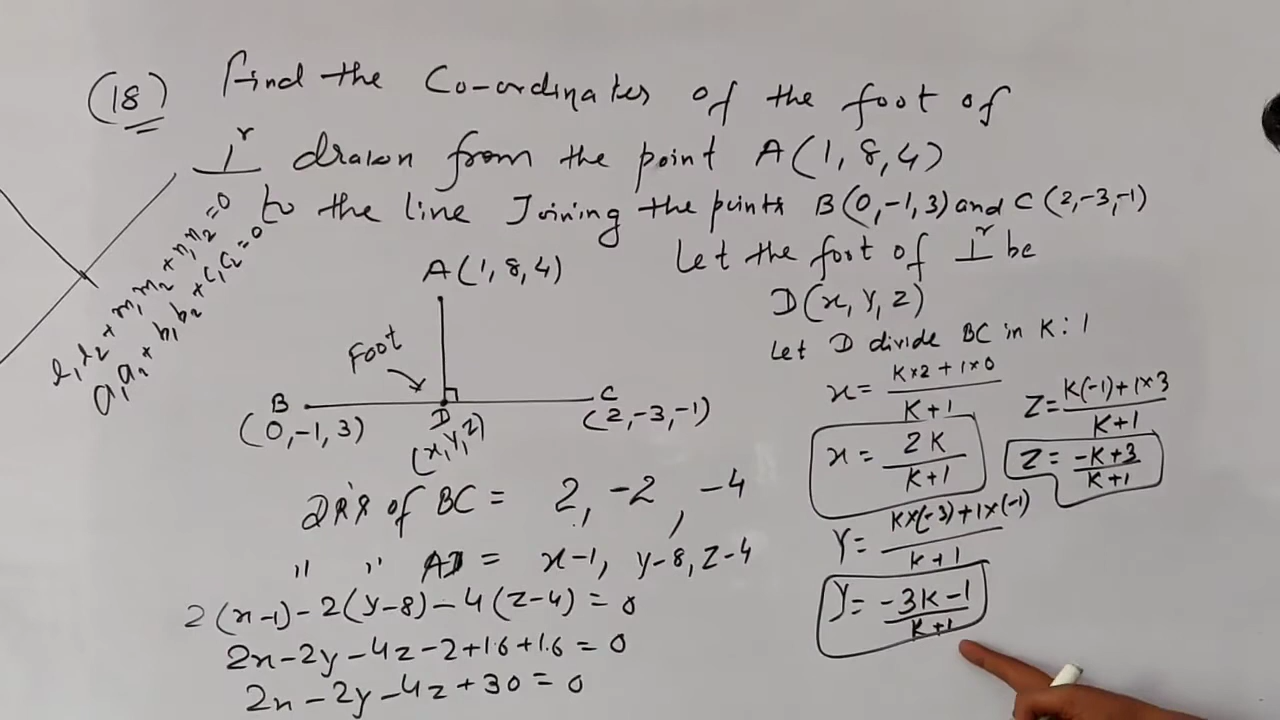 (18) Find the Co-ordinates of the foot of
⊥r drawn from the point A(1, 8, 4)
to the line Joining the points B(0, -1, 3) and C(2, -3, -1)
l₁l₂ + m₁m₂ + n₁n₂ = 0
a₁a₂ + b₁b₂ + c₁c₂ = 0
A(1, 8, 4)
Foot
B
(0, -1, 3)
D
(x, y, z)
C
(2, -3, -1)
DR's of BC = 2, -2, -4
" " AD = x-1, y-8, z-4
2(x-1) - 2(y-8) - 4(z-4) = 0
2x - 2y - 4z - 2 + 16 + 16 = 0
2x - 2y - 4z + 30 = 0
Let the foot of ⊥r be
D(x, y, z)
Let D divide BC in K : 1
x = (K×2 + 1×0)/(K+1)
x = 2K/(K+1)
y = (K×(-3) + 1×(-1))/(K+1)
y = (-3K-1)/(K+1)
z = (K(-1) + 1×3)/(K+1)
z = (-K+3)/(K+1)